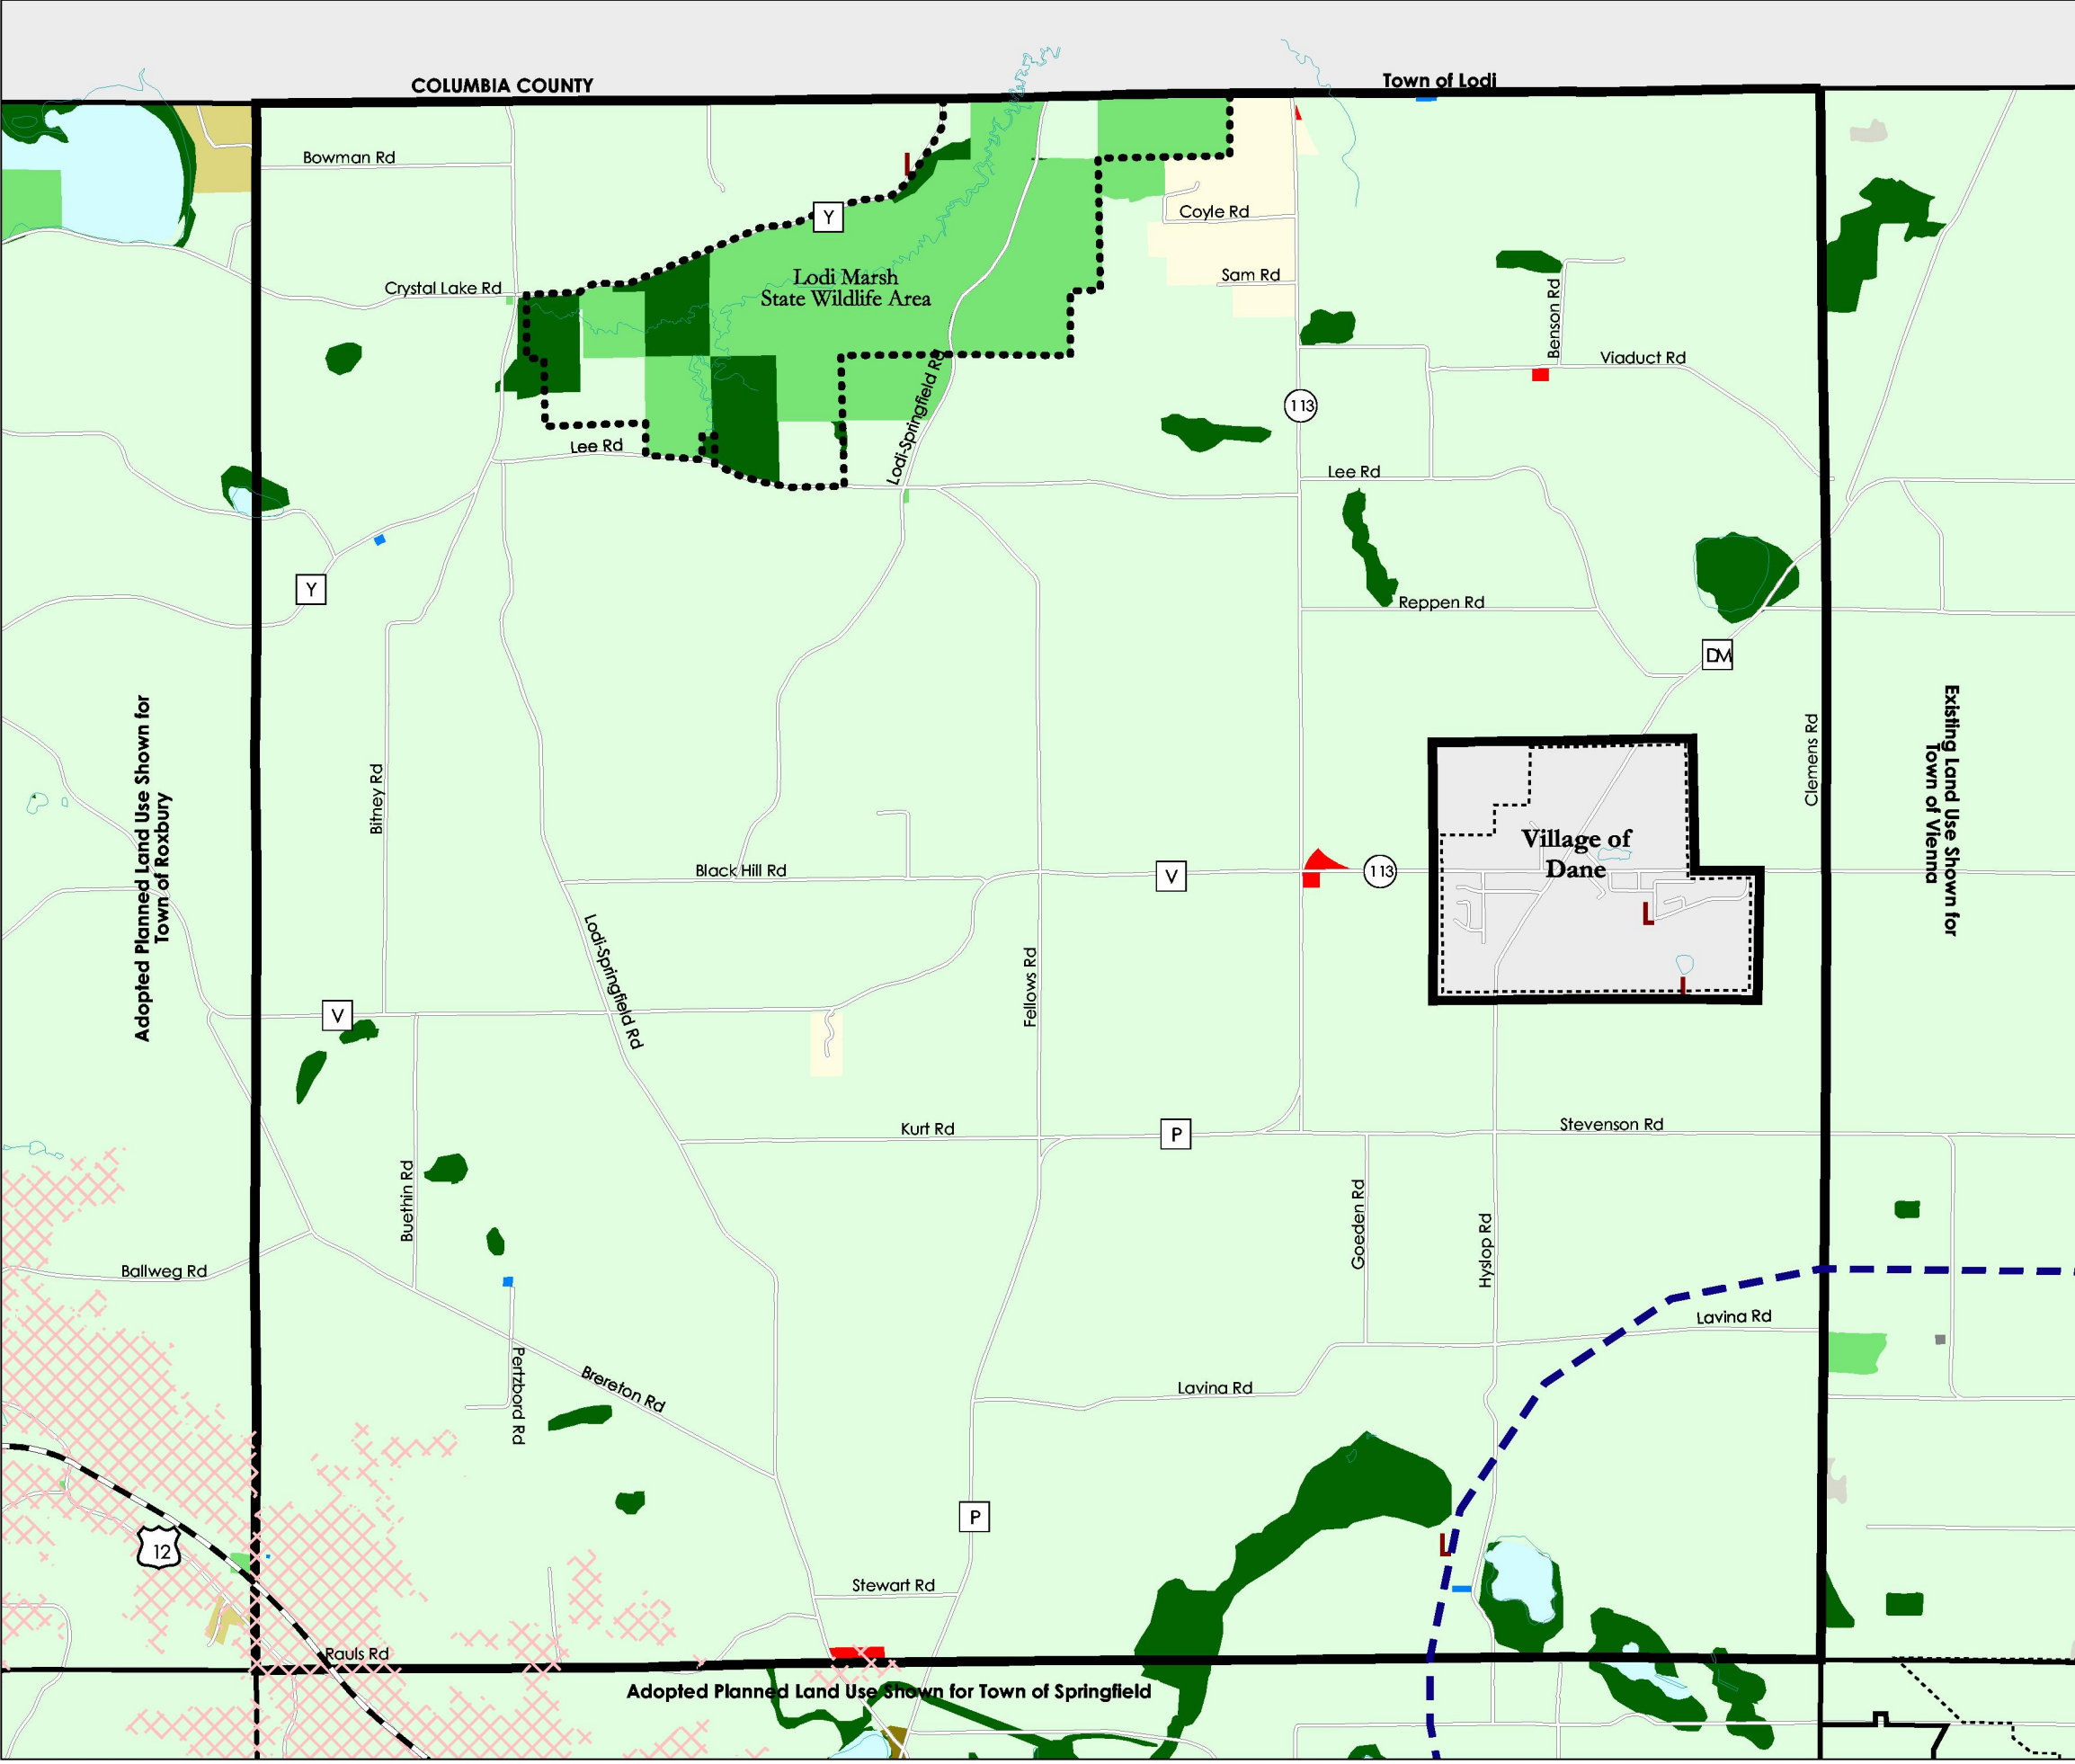 COLUMBIA COUNTY
Town of Lodi
Bowman Rd
L
Y
Coyle Rd
Sam Rd
Lodi Marsh
State Wildlife Area
Crystal Lake Rd
Benson Rd
Viaduct Rd
113
Lodi-Springfield Rd
Lee Rd
Lee Rd
Y
Reppen Rd
DM
Adopted Planned Land Use Shown for
Town of Roxbury
Existing Land Use Shown for
Town of Vienna
Clemens Rd
Bitney Rd
Village of
Dane
Black Hill Rd
V
113
L
Lodi-Springfield Rd
Fellows Rd
V
Kurt Rd
P
Stevenson Rd
Buethin Rd
Goeden Rd
Hyslop Rd
Ballweg Rd
Lavina Rd
Pertzbord Rd
Brereton Rd
Lavina Rd
P
12
L
Stewart Rd
Rauls Rd
Adopted Planned Land Use Shown for Town of Springfield